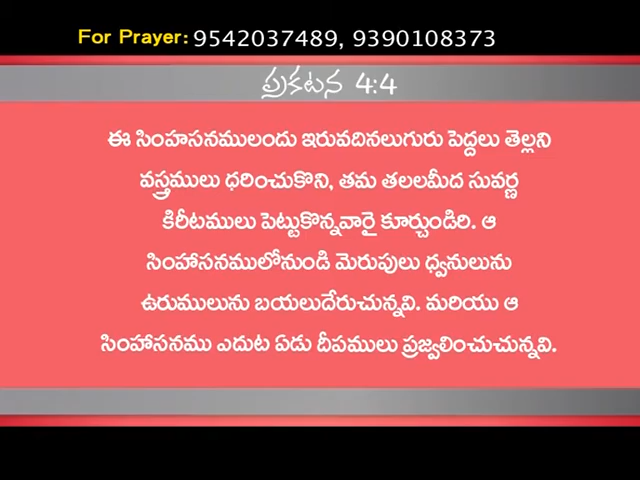 For Prayer: 9542037489, 9390108373
ప్రకటన 4:4
ఈ సింహసనములందు ఇరువదినలుగురు పెద్దలు తెల్లని
వస్త్రములు ధరించుకొని, తమ తలలమీద సువర్ణ
కిరీటములు పెట్టుకొన్నవారై కూర్చుండిరి. ఆ
సింహాసనములోనుండి మెరుపులు ధ్వనులును
ఉరుములును బయలుదేరుచున్నవి. మరియు ఆ
సింహాసనము ఎదుట ఏడు దీపములు ప్రజ్వలించుచున్నవి.